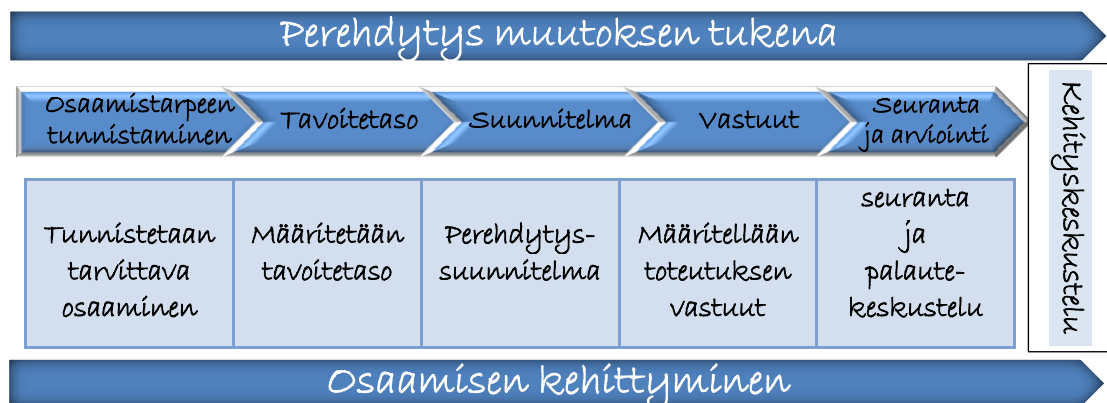 Perehdytys muutoksen tukena
Osaamistarpeen
tunnistaminen
Tavoitetaso
Suunnitelma
Vastuut
Seuranta
ja arviointi
Kehityskeskustelu
Tunnistetaan
tarvittava
osaaminen
Määritetään
tavoitetaso
Perehdytys-
suunnitelma
Määritellään
toteutuksen
vastuut
seuranta
ja
palaute-
keskustelu
Osaamisen kehittyminen